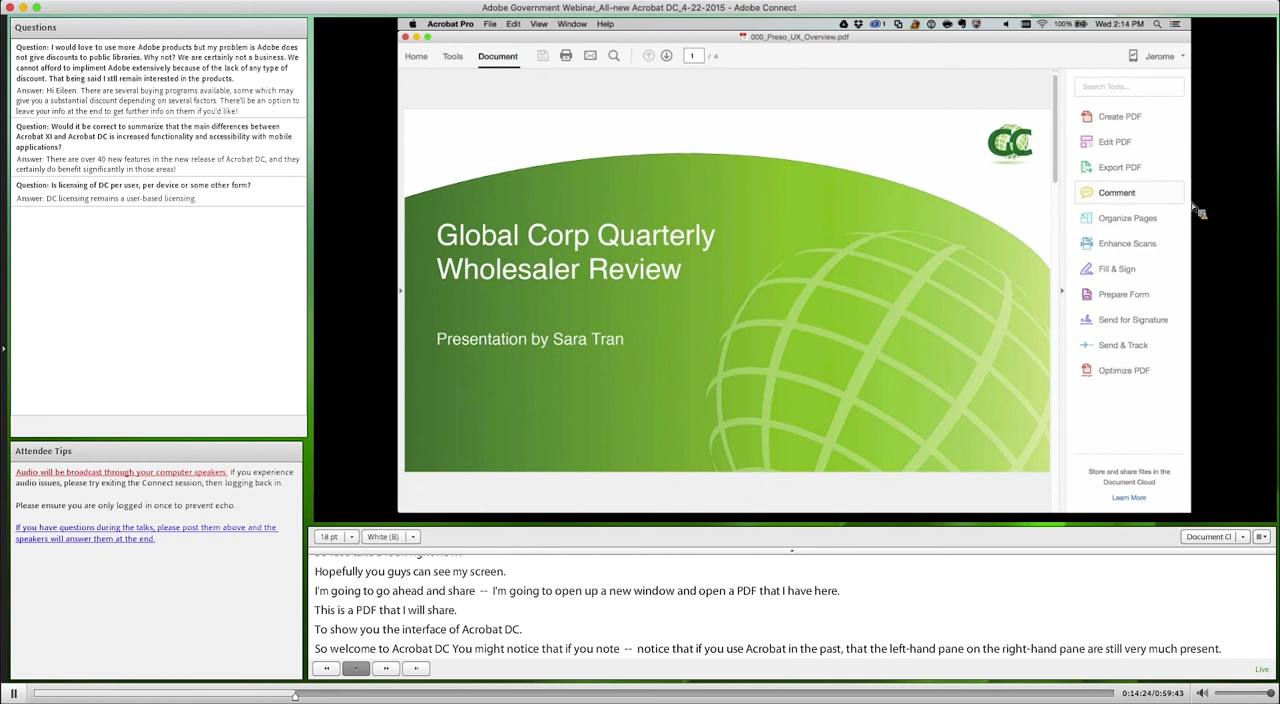 Adobe Government Webinar_All-new Acrobat DC_4-22-2015 - Adobe Connect
Questions
Question: I would love to use more Adobe products but my problem is Adobe does
not give discounts to public libraries. Why not? We are certainly not a business. We
cannot afford to impliment Adobe extensively because of the lack of any type of
discount. That being said I still remain interested in the products.
Answer: Hi Eileen. There are several buying programs available, some which may
give you a substantial discount depending on several factors. There'll be an option to
leave your info at the end to get further info on them if you'd like!
Question: Would it be correct to summarize that the main differences between
Acrobat XI and Acrobat DC is increased functionality and accessibility with mobile
applications?
Answer: There are over 40 new features in the new release of Acrobat DC, and they
certainly do benefit significantly in those areas!
Question: Is licensing of DC per user, per device or some other form?
Answer: DC licensing remains a user-based licensing.
Attendee Tips
Audio will be broadcast through your computer speakers. If you experience
audio issues, please try exiting the Connect session, then logging back in.
Please ensure you are only logged in once to prevent echo.
If you have questions during the talks, please post them above and the
speakers will answer them at the end.
Acrobat Pro File Edit View Window Help 100% Wed 2:14 PM
000_Preso_UX_Overview.pdf
Home Tools Document 1 / 4 Jerome
GC
Global Corp Quarterly
Wholesaler Review
Presentation by Sara Tran
Search Tools...
Create PDF
Edit PDF
Export PDF
Comment
Organize Pages
Enhance Scans
Fill & Sign
Prepare Form
Send for Signature
Send & Track
Optimize PDF
Store and share files in the
Document Cloud
Learn More
18 pt White (B) Document Cl
Hopefully you guys can see my screen.
I'm going to go ahead and share -- I'm going to open up a new window and open a PDF that I have here.
This is a PDF that I will share.
To show you the interface of Acrobat DC.
So welcome to Acrobat DC You might notice that if you note -- notice that if you use Acrobat in the past, that the left-hand pane on the right-hand pane are still very much present.
Live
0:14:24/0:59:43